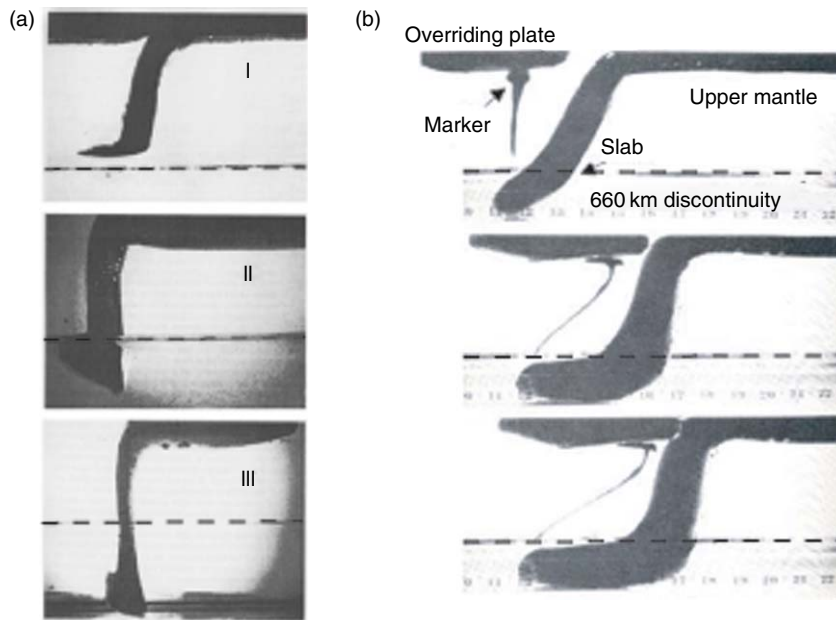 (a)
I
II
III
(b)
Overriding plate
Marker
Upper mantle
Slab
660 km discontinuity